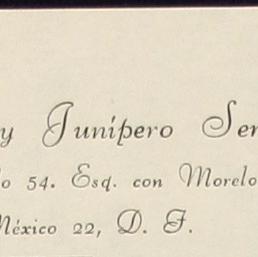 y Junípero Ser
o 54. Esq. con Morelo
México 22, D. F.